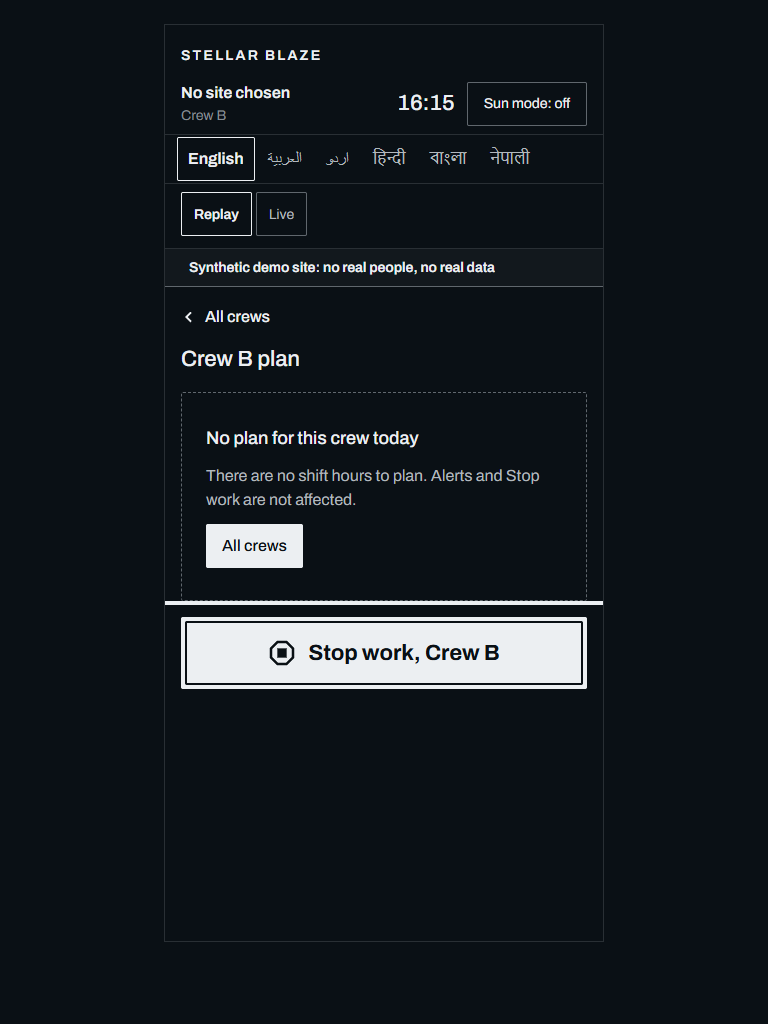 STELLAR BLAZE
No site chosen
Crew B
16:15
Sun mode: off
English العربية اردو हिन्दी বাংলা नेपाली
Replay Live
Synthetic demo site: no real people, no real data
All crews
Crew B plan
No plan for this crew today
There are no shift hours to plan. Alerts and Stop
work are not affected.
All crews
Stop work, Crew B